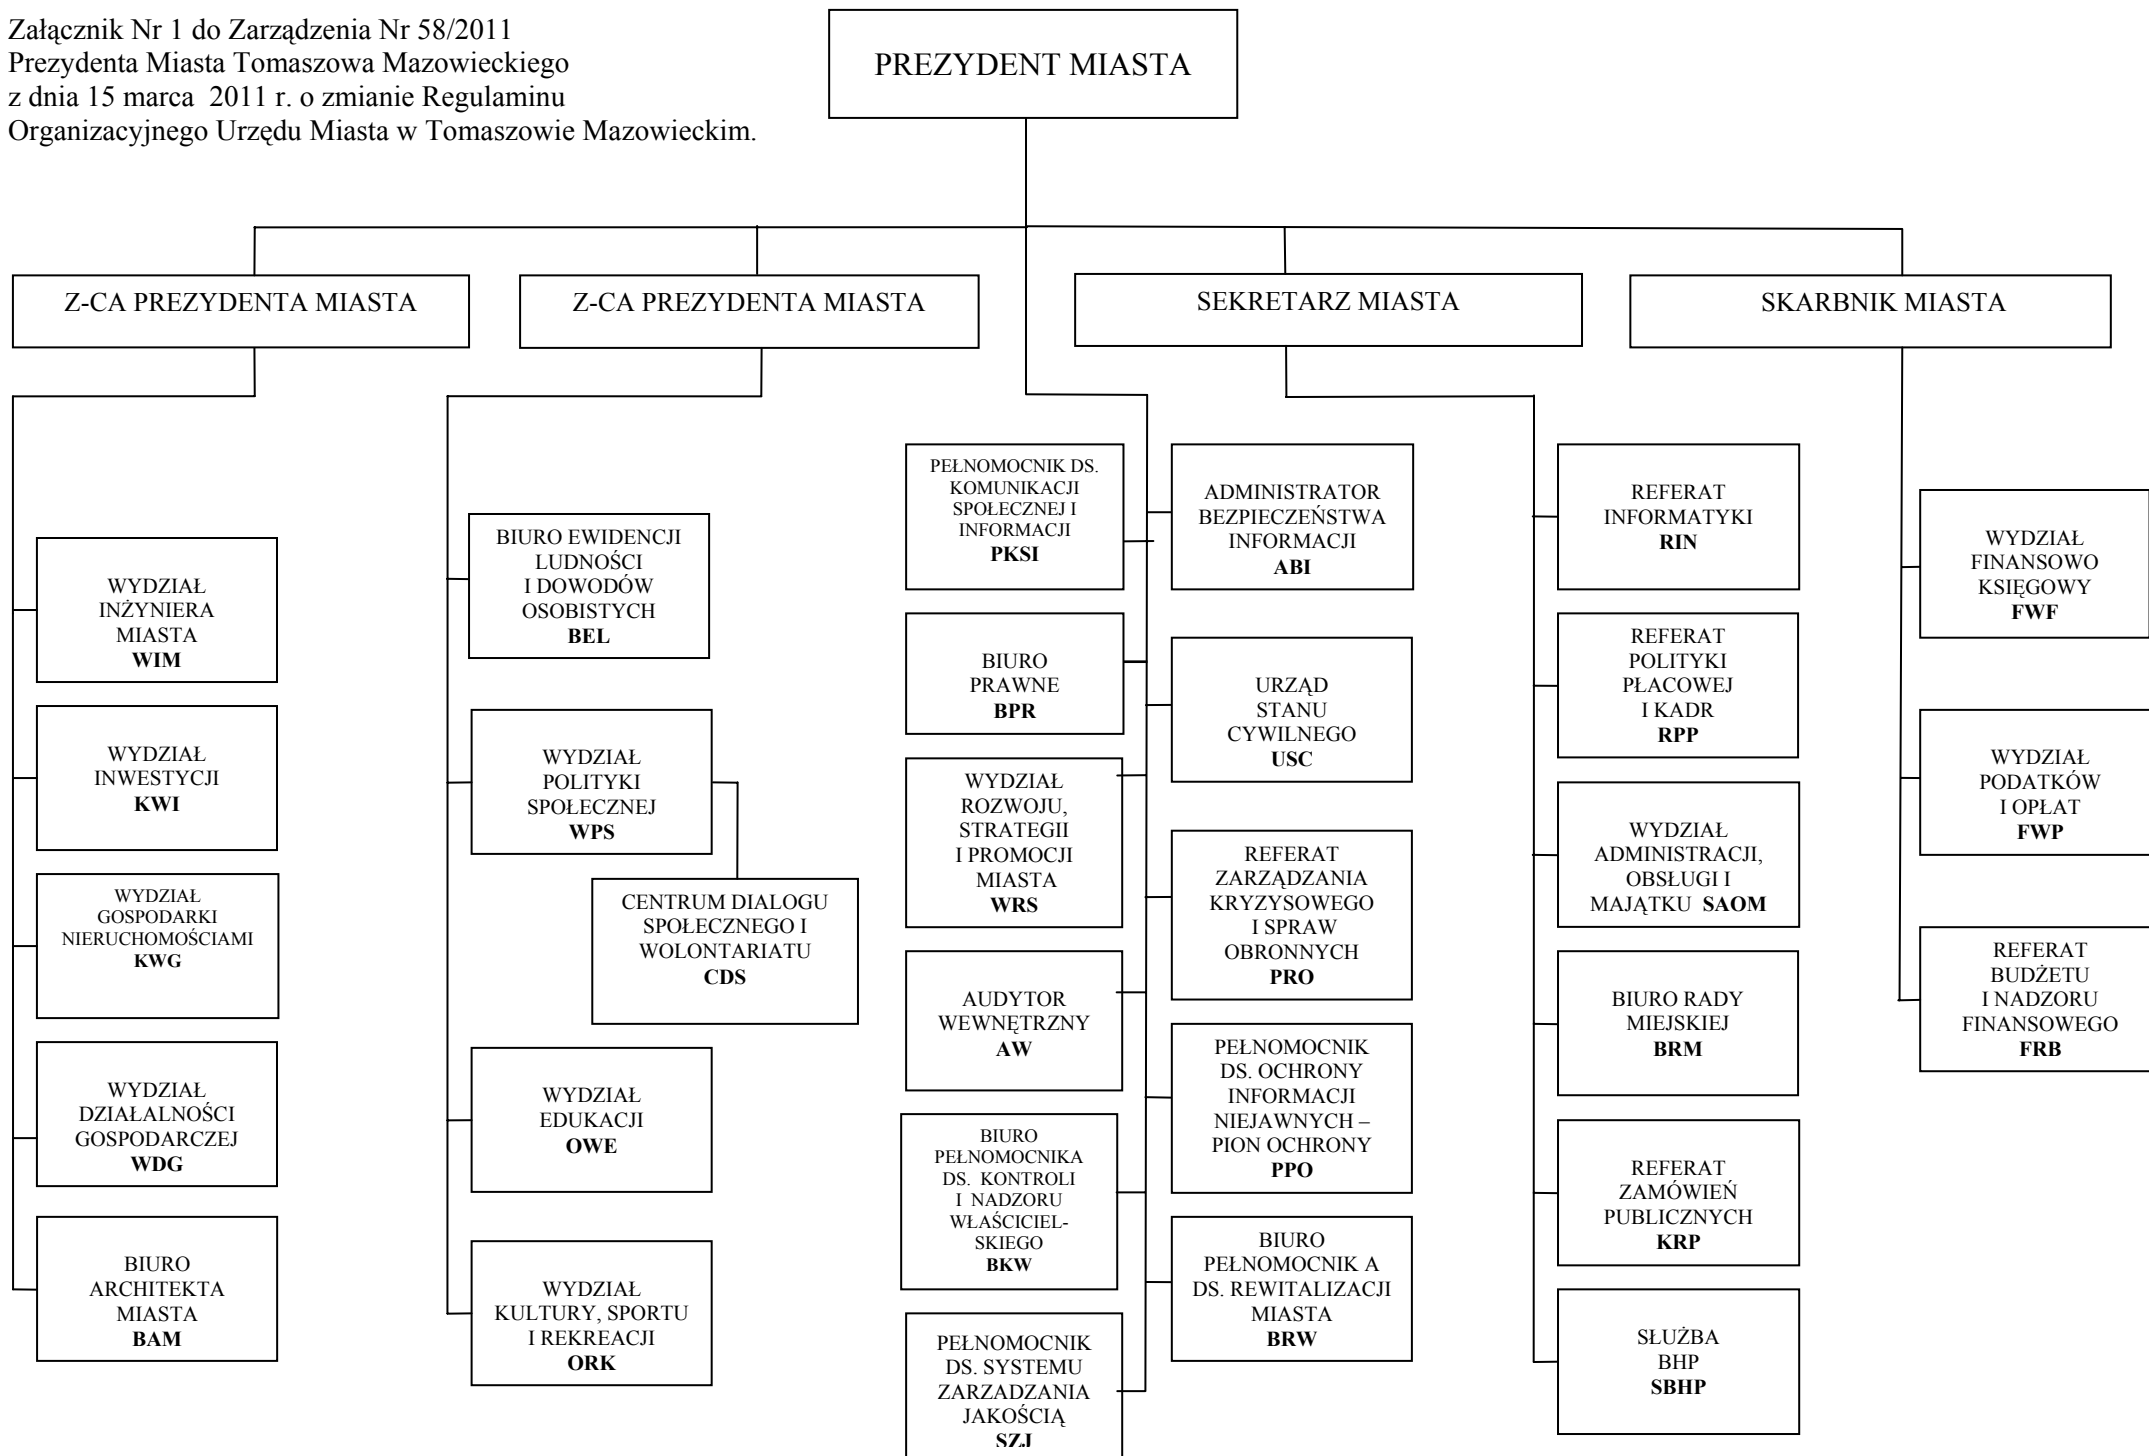 Załącznik Nr 1 do Zarządzenia Nr 58/2011
Prezydenta Miasta Tomaszowa Mazowieckiego
z dnia 15 marca  2011 r. o zmianie Regulaminu
Organizacyjnego Urzędu Miasta w Tomaszowie Mazowieckim.
PREZYDENT MIASTA
Z-CA PREZYDENTA MIASTA
Z-CA PREZYDENTA MIASTA
SEKRETARZ MIASTA
SKARBNIK MIASTA
WYDZIAŁ
INŻYNIERA
MIASTA
WIM
WYDZIAŁ
INWESTYCJI
KWI
WYDZIAŁ
GOSPODARKI
NIERUCHOMOŚCIAMI
KWG
WYDZIAŁ
DZIAŁALNOŚCI
GOSPODARCZEJ
WDG
BIURO
ARCHITEKTA
MIASTA
BAM
BIURO EWIDENCJI
LUDNOŚCI
I DOWODÓW
OSOBISTYCH
BEL
WYDZIAŁ
POLITYKI
SPOŁECZNEJ
WPS
CENTRUM DIALOGU
SPOŁECZNEGO I
WOLONTARIATU
CDS
WYDZIAŁ
EDUKACJI
OWE
WYDZIAŁ
KULTURY, SPORTU
I REKREACJI
ORK
PEŁNOMOCNIK DS.
KOMUNIKACJI
SPOŁECZNEJ I
INFORMACJI
PKSI
BIURO
PRAWNE
BPR
WYDZIAŁ
ROZWOJU,
STRATEGII
I PROMOCJI
MIASTA
WRS
AUDYTOR
WEWNĘTRZNY
AW
BIURO
PEŁNOMOCNIKA
DS.  KONTROLI
I  NADZORU
WŁAŚCICIEL-
SKIEGO
BKW
PEŁNOMOCNIK
DS. SYSTEMU
ZARZADZANIA
JAKOŚCIĄ
SZJ
ADMINISTRATOR
BEZPIECZEŃSTWA
INFORMACJI
ABI
URZĄD
STANU
CYWILNEGO
USC
REFERAT
ZARZĄDZANIA
KRYZYSOWEGO
I SPRAW
OBRONNYCH
PRO
PEŁNOMOCNIK
DS. OCHRONY
INFORMACJI
NIEJAWNYCH –
PION OCHRONY
PPO
BIURO
PEŁNOMOCNIK A
DS. REWITALIZACJI
MIASTA
BRW
REFERAT
INFORMATYKI
RIN
REFERAT
POLITYKI
PŁACOWEJ
I KADR
RPP
WYDZIAŁ
ADMINISTRACJI,
OBSŁUGI I
MAJĄTKU  SAOM
BIURO RADY
MIEJSKIEJ
BRM
REFERAT
ZAMÓWIEŃ
PUBLICZNYCH
KRP
SŁUŻBA
BHP
SBHP
WYDZIAŁ
FINANSOWO
KSIĘGOWY
FWF
WYDZIAŁ
PODATKÓW
I OPŁAT
FWP
REFERAT
BUDŻETU
I NADZORU
FINANSOWEGO
FRB